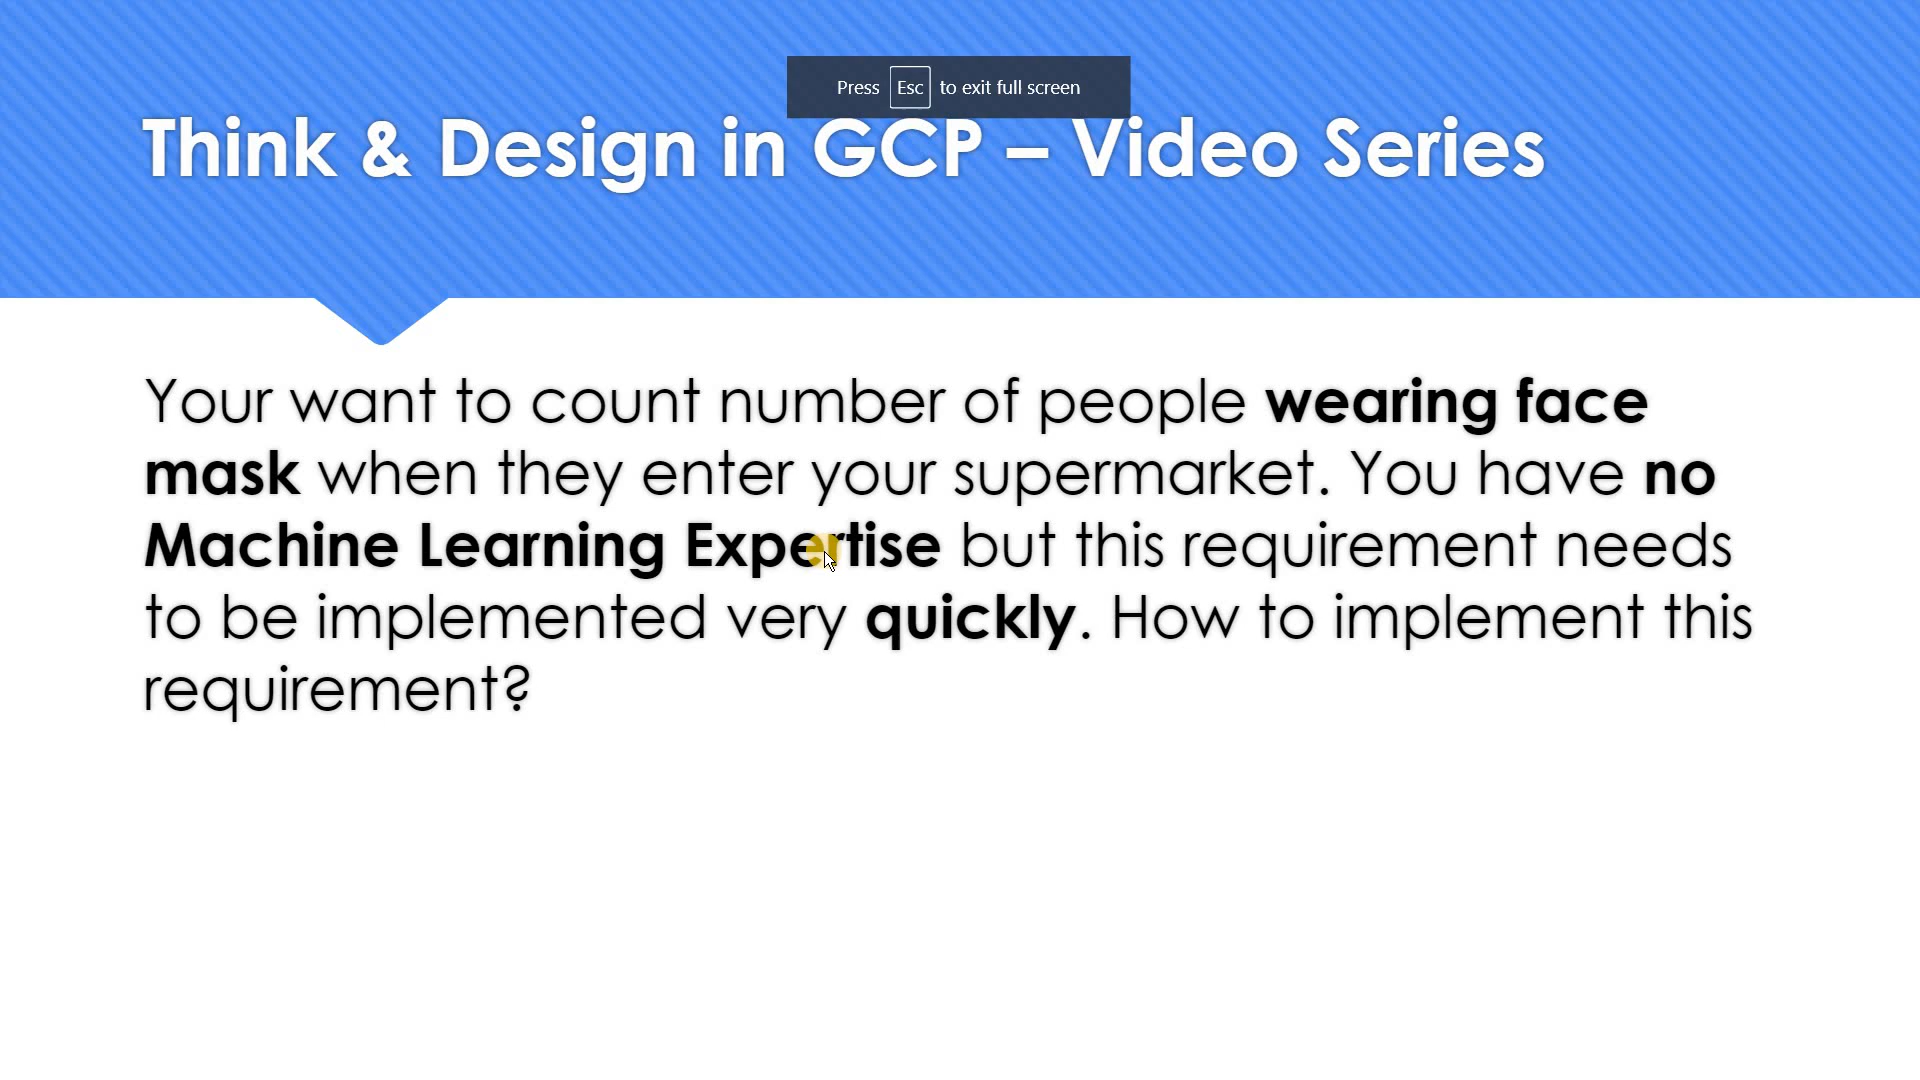 Press Esc to exit full screen
Think & Design in GCP – Video Series
Your want to count number of people wearing face
mask when they enter your supermarket. You have no
Machine Learning Expertise but this requirement needs
to be implemented very quickly. How to implement this
requirement?